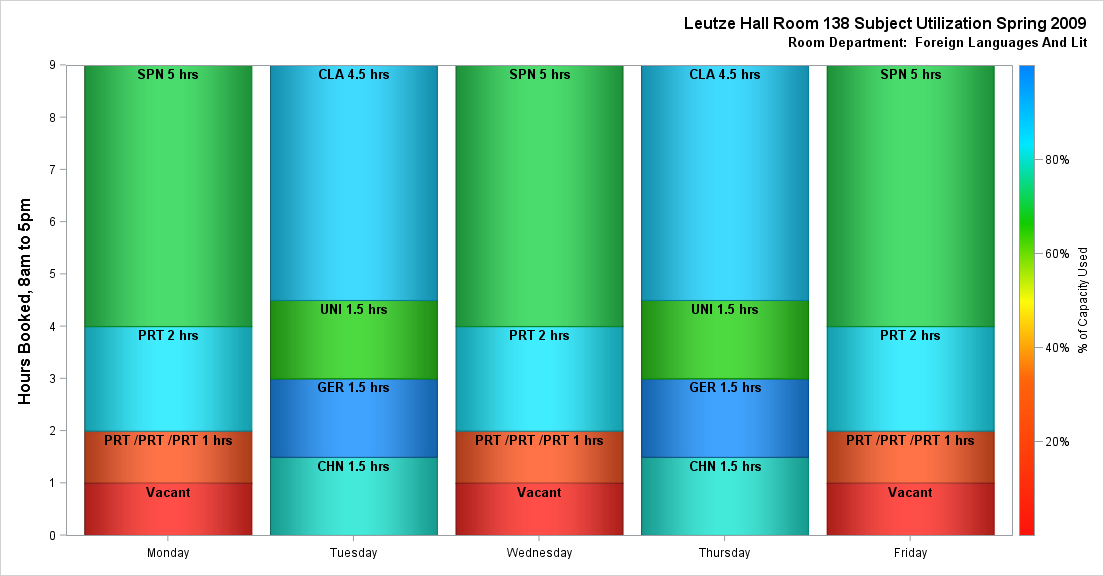 Leutze Hall Room 138 Subject Utilization Spring 2009
Room Department:  Foreign Languages And Lit
Hours Booked, 8am to 5pm
9
8
7
6
5
4
3
2
1
0
SPN 5 hrs
PRT 2 hrs
PRT /PRT /PRT 1 hrs
Vacant
Monday
CLA 4.5 hrs
UNI 1.5 hrs
GER 1.5 hrs
CHN 1.5 hrs
Tuesday
SPN 5 hrs
PRT 2 hrs
PRT /PRT /PRT 1 hrs
Vacant
Wednesday
CLA 4.5 hrs
UNI 1.5 hrs
GER 1.5 hrs
CHN 1.5 hrs
Thursday
SPN 5 hrs
PRT 2 hrs
PRT /PRT /PRT 1 hrs
Vacant
Friday
80%
60%
40%
20%
% of Capacity Used